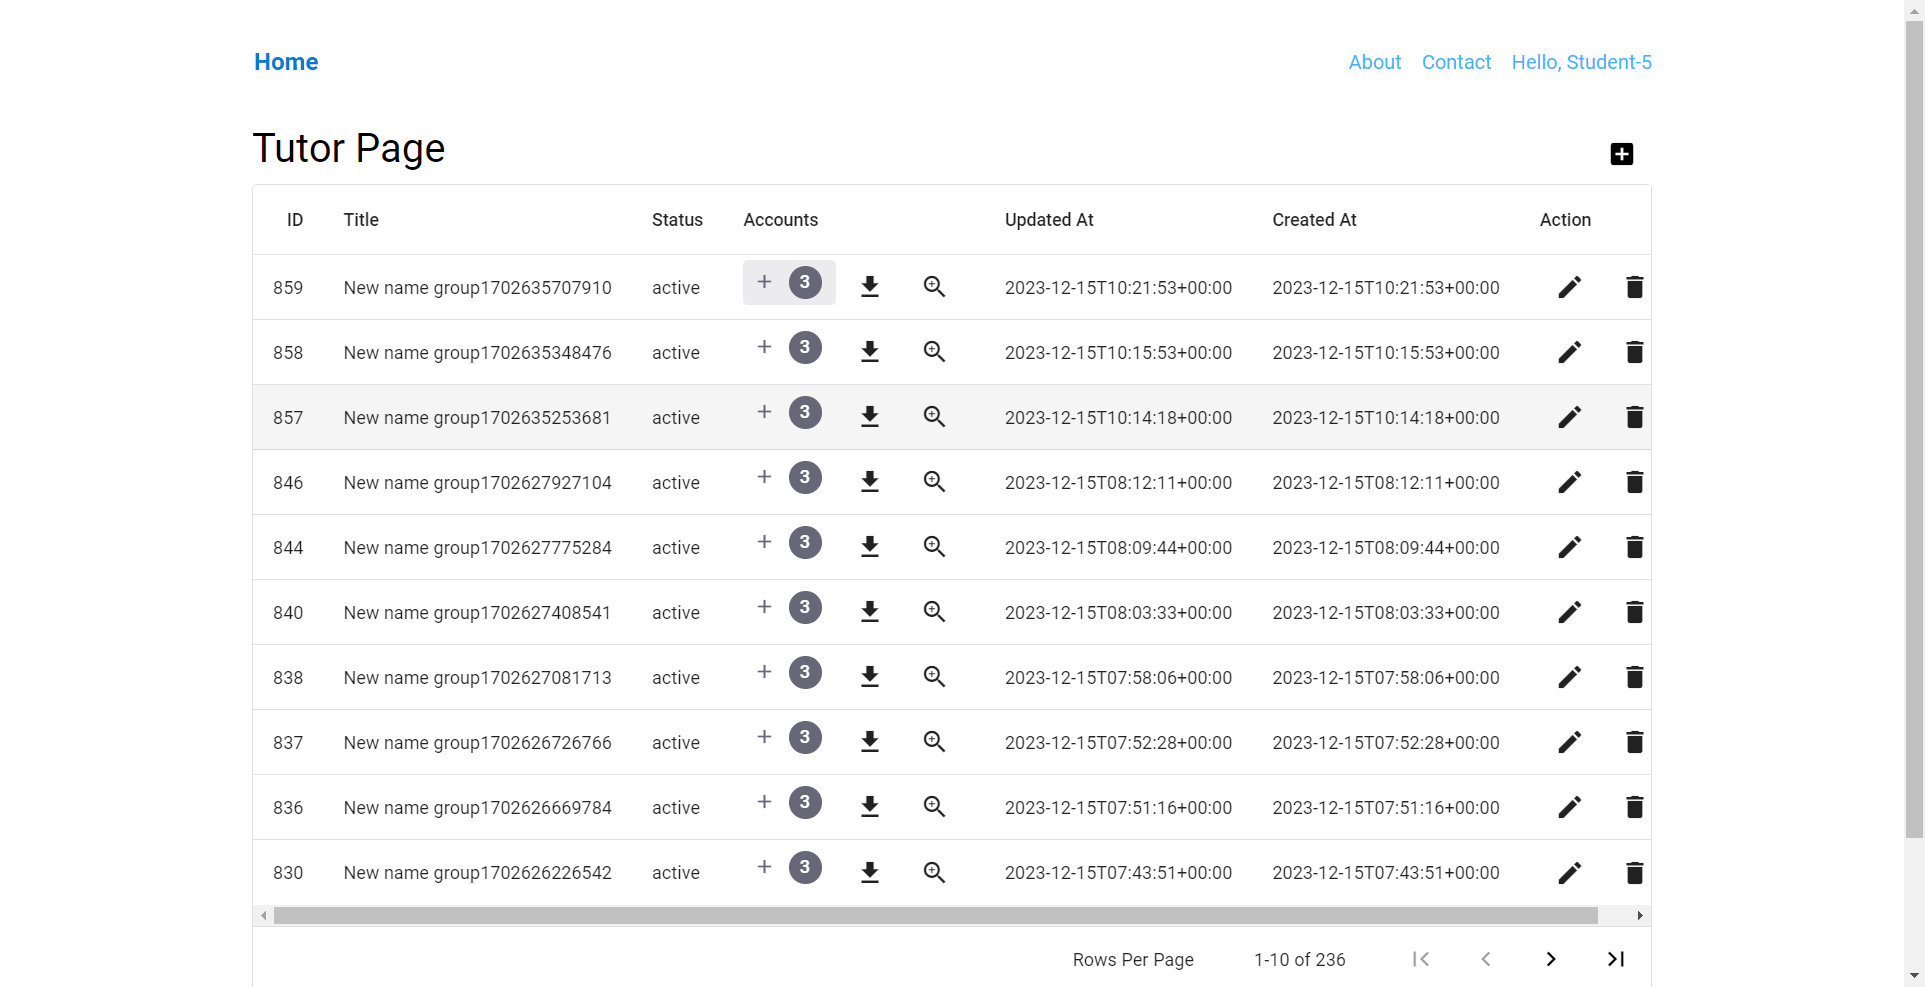 Home About Contact Hello, Student-5
Tutor Page
ID Title Status Accounts Updated At Created At Action
859 New name group1702635707910 active + 3 2023-12-15T10:21:53+00:00 2023-12-15T10:21:53+00:00
858 New name group1702635348476 active + 3 2023-12-15T10:15:53+00:00 2023-12-15T10:15:53+00:00
857 New name group1702635253681 active + 3 2023-12-15T10:14:18+00:00 2023-12-15T10:14:18+00:00
846 New name group1702627927104 active + 3 2023-12-15T08:12:11+00:00 2023-12-15T08:12:11+00:00
844 New name group1702627775284 active + 3 2023-12-15T08:09:44+00:00 2023-12-15T08:09:44+00:00
840 New name group1702627408541 active + 3 2023-12-15T08:03:33+00:00 2023-12-15T08:03:33+00:00
838 New name group1702627081713 active + 3 2023-12-15T07:58:06+00:00 2023-12-15T07:58:06+00:00
837 New name group1702626726766 active + 3 2023-12-15T07:52:28+00:00 2023-12-15T07:52:28+00:00
836 New name group1702626669784 active + 3 2023-12-15T07:51:16+00:00 2023-12-15T07:51:16+00:00
830 New name group1702626226542 active + 3 2023-12-15T07:43:51+00:00 2023-12-15T07:43:51+00:00
Rows Per Page 1-10 of 236